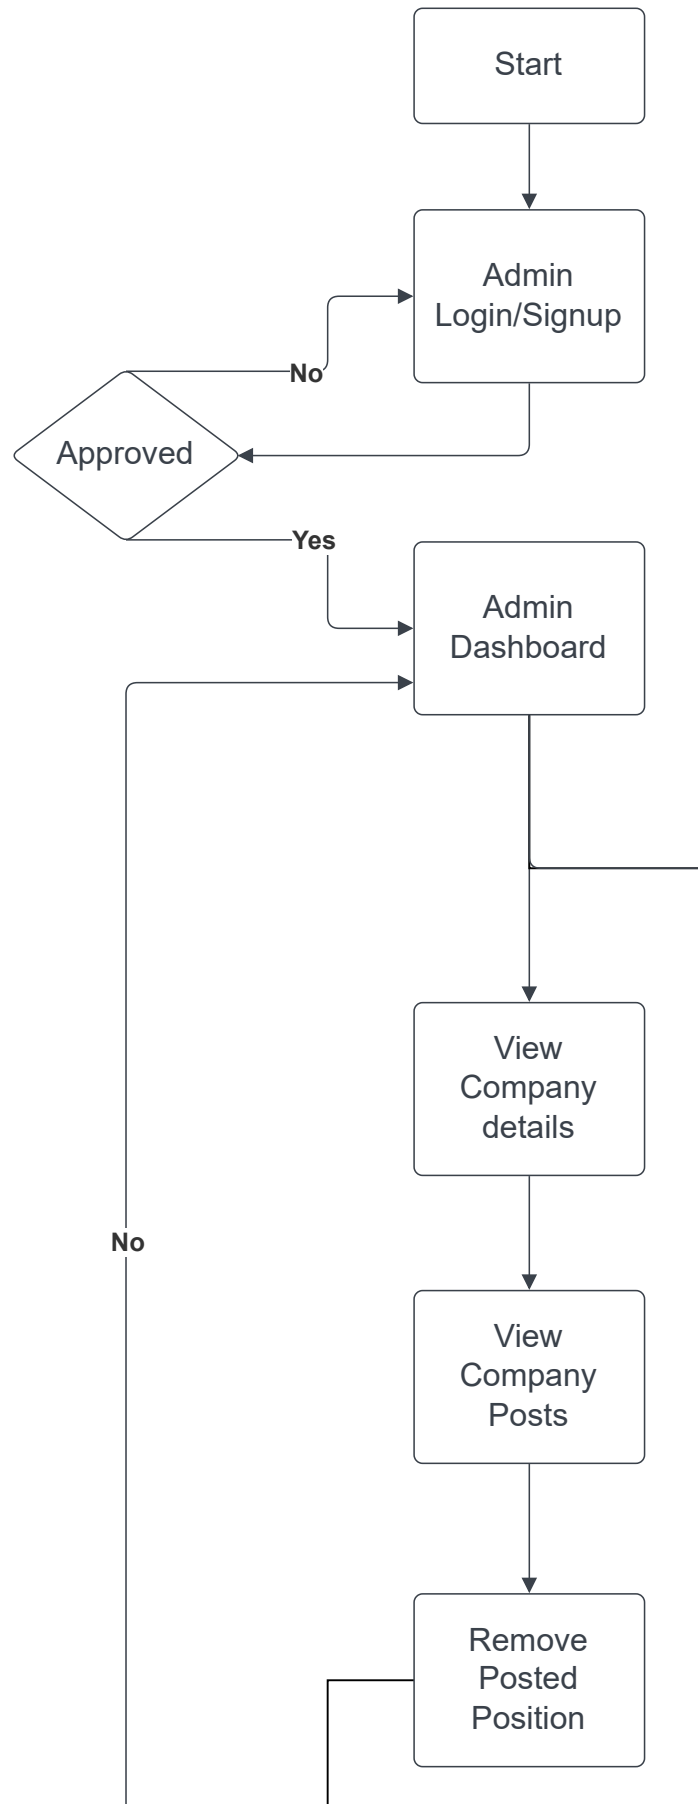 Start
Admin
Login/Signup
No
Approved
Yes
Admin
Dashboard
View
Company
details
No
View
Company
Posts
Remove
Posted
Position